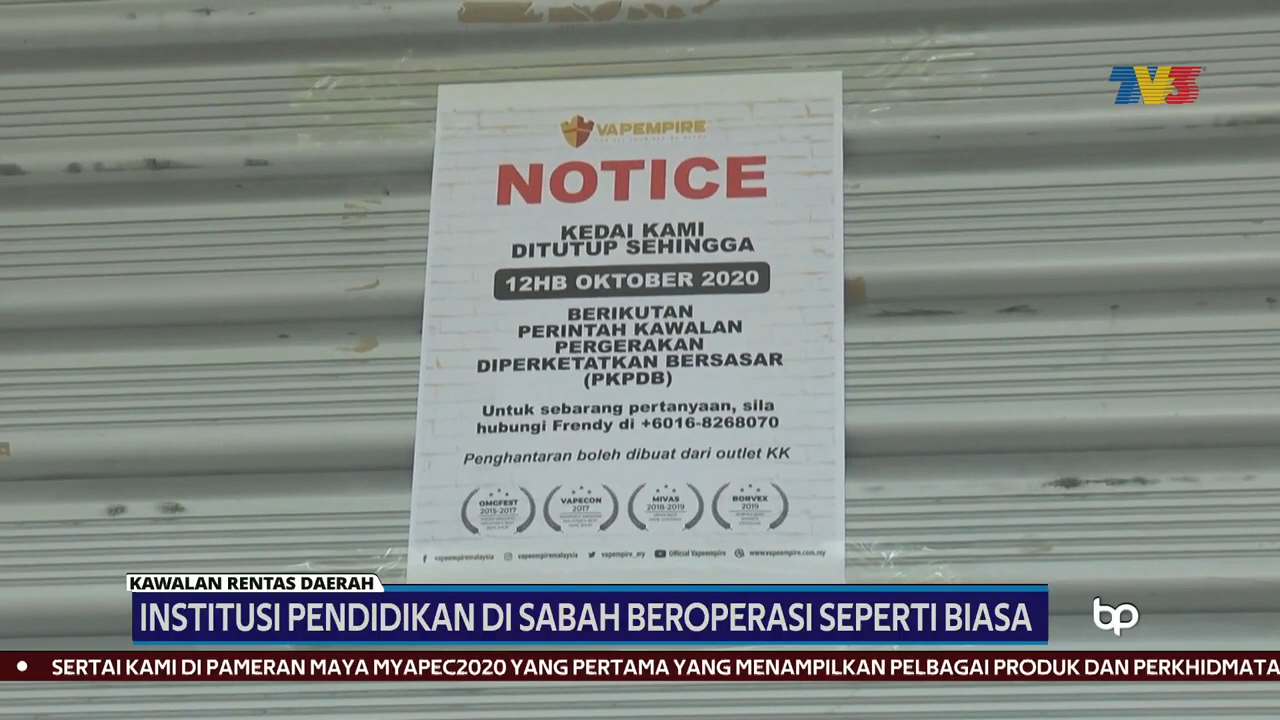 TV3
VAPEMPIRE
NOTICE
KEDAI KAMI
DITUTUP SEHINGGA
12HB OKTOBER 2020
BERIKUTAN
PERINTAH KAWALAN
PERGERAKAN
DIPERKETATKAN BERSASAR
(PKPDB)
Untuk sebarang pertanyaan, sila
hubungi Frendy di +6016-8268070
Penghantaran boleh dibuat dari outlet KK
OMGFEST
2015-2017
VAPECON
2017
MIVAS
2018-2019
BORVEX
2019
vapeempiremalaysia
vapeempiremalaysia
vapempire_my
Official Vapeempire
www.vapeempire.com.my
KAWALAN RENTAS DAERAH
INSTITUSI PENDIDIKAN DI SABAH BEROPERASI SEPERTI BIASA
bp
• SERTAI KAMI DI PAMERAN MAYA MYAPEC2020 YANG PERTAMA YANG MENAMPILKAN PELBAGAI PRODUK DAN PERKHIDMATA